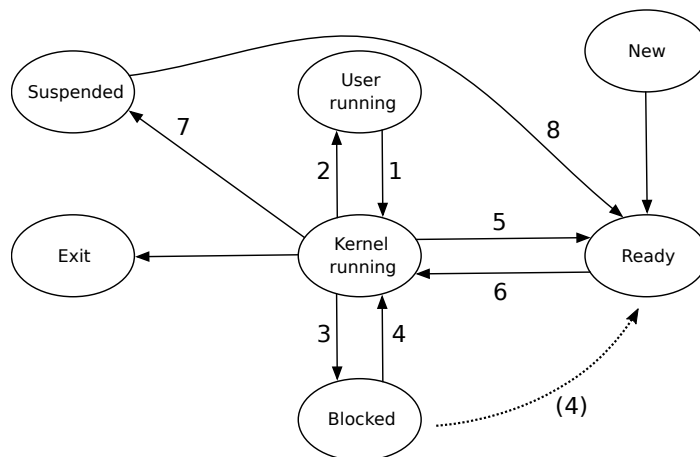 New
Suspended
User
running
8
7
2
1
Exit
Kernel
running
5
Ready
6
3
4
(4)
Blocked